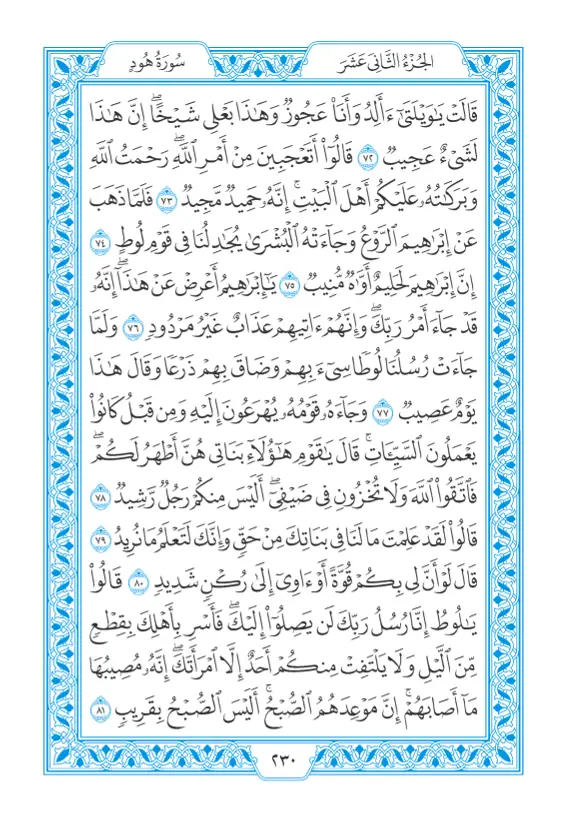 الجُزْءُ الثَّانِيَ عَشَرَ
سُورَةُ هُودٍ
قَالَتْ يَٰوَيْلَتَىٰٓ ءَأَلِدُ وَأَنَا۠ عَجُوزٞ وَهَٰذَا بَعْلِي شَيْخًاۖ إِنَّ هَٰذَا
لَشَيْءٌ عَجِيبٞ ٧٢ قَالُوٓاْ أَتَعْجَبِينَ مِنْ أَمْرِ ٱللَّهِۖ رَحْمَتُ ٱللَّهِ
وَبَرَكَٰتُهُۥ عَلَيْكُمْ أَهْلَ ٱلْبَيْتِۚ إِنَّهُۥ حَمِيدٞ مَّجِيدٞ ٧٣ فَلَمَّا ذَهَبَ
عَنْ إِبْرَٰهِيمَ ٱلرَّوْعُ وَجَآءَتْهُ ٱلْبُشْرَىٰ يُجَٰدِلُنَا فِي قَوْمِ لُوطٍ ٧٤
إِنَّ إِبْرَٰهِيمَ لَحَلِيمٌ أَوَّٰهٞ مُّنِيبٞ ٧٥ يَٰٓإِبْرَٰهِيمُ أَعْرِضْ عَنْ هَٰذَآۖ إِنَّهُۥ
قَدْ جَآءَ أَمْرُ رَبِّكَۖ وَإِنَّهُمْ ءَاتِيهِمْ عَذَابٌ غَيْرُ مَرْدُودٖ ٧٦ وَلَمَّا
جَآءَتْ رُسُلُنَا لُوطٗا سِيٓءَ بِهِمْ وَضَاقَ بِهِمْ ذَرْعٗا وَقَالَ هَٰذَا
يَوْمٌ عَصِيبٞ ٧٧ وَجَآءَهُۥ قَوْمُهُۥ يُهْرَعُونَ إِلَيْهِ وَمِن قَبْلُ كَانُواْ
يَعْمَلُونَ ٱلسَّيِّـَٔاتِۚ قَالَ يَٰقَوْمِ هَٰٓؤُلَآءِ بَنَاتِي هُنَّ أَطْهَرُ لَكُمْۖ
فَٱتَّقُواْ ٱللَّهَ وَلَا تُخْزُونِ فِي ضَيْفِيٓۖ أَلَيْسَ مِنكُمْ رَجُلٞ رَّشِيدٞ ٧٨
قَالُواْ لَقَدْ عَلِمْتَ مَا لَنَا فِي بَنَاتِكَ مِنْ حَقّٖ وَإِنَّكَ لَتَعْلَمُ مَا نُرِيدُ ٧٩
قَالَ لَوْ أَنَّ لِي بِكُمْ قُوَّةً أَوْ ءَاوِيٓ إِلَىٰ رُكْنٖ شَدِيدٖ ٨٠ قَالُواْ
يَٰلُوطُ إِنَّا رُسُلُ رَبِّكَ لَن يَصِلُوٓاْ إِلَيْكَۖ فَأَسْرِ بِأَهْلِكَ بِقِطْعٖ
مِّنَ ٱلَّيْلِ وَلَا يَلْتَفِتْ مِنكُمْ أَحَدٌ إِلَّا ٱمْرَأَتَكَۖ إِنَّهُۥ مُصِيبُهَا
مَآ أَصَابَهُمْۚ إِنَّ مَوْعِدَهُمُ ٱلصُّبْحُۚ أَلَيْسَ ٱلصُّبْحُ بِقَرِيبٖ ٨١
٢٣٠